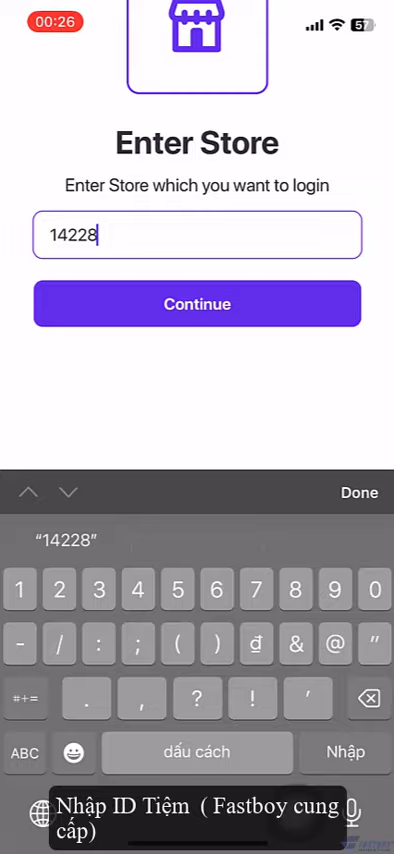 00:26
57
Enter Store
Enter Store which you want to login
14228
Continue
Done
“14228”
1 2 3 4 5 6 7 8 9 0
- / : ; ( ) ₫ & @ "
#+= . , ? ! ’
ABC dấu cách Nhập
Nhập ID Tiệm ( Fastboy cung
cấp)